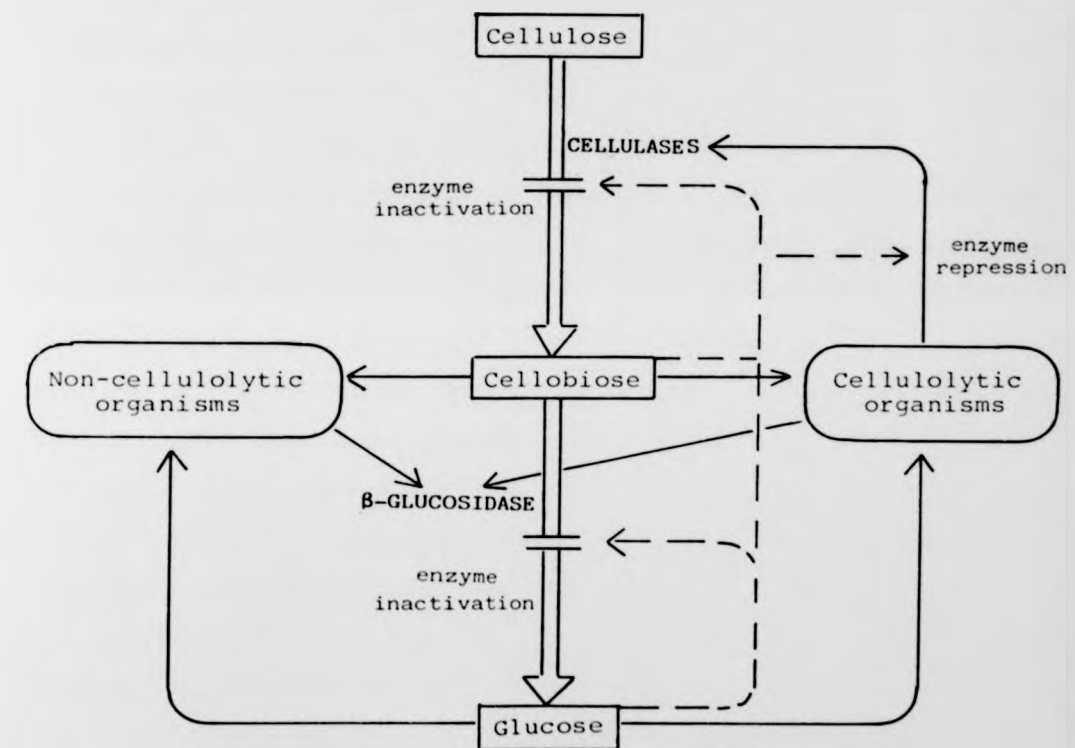 Cellulose
CELLULASES
enzyme
inactivation
enzyme
repression
Non-cellulolytic
organisms
Cellobiose
Cellulolytic
organisms
β-GLUCOSIDASE
enzyme
inactivation
Glucose